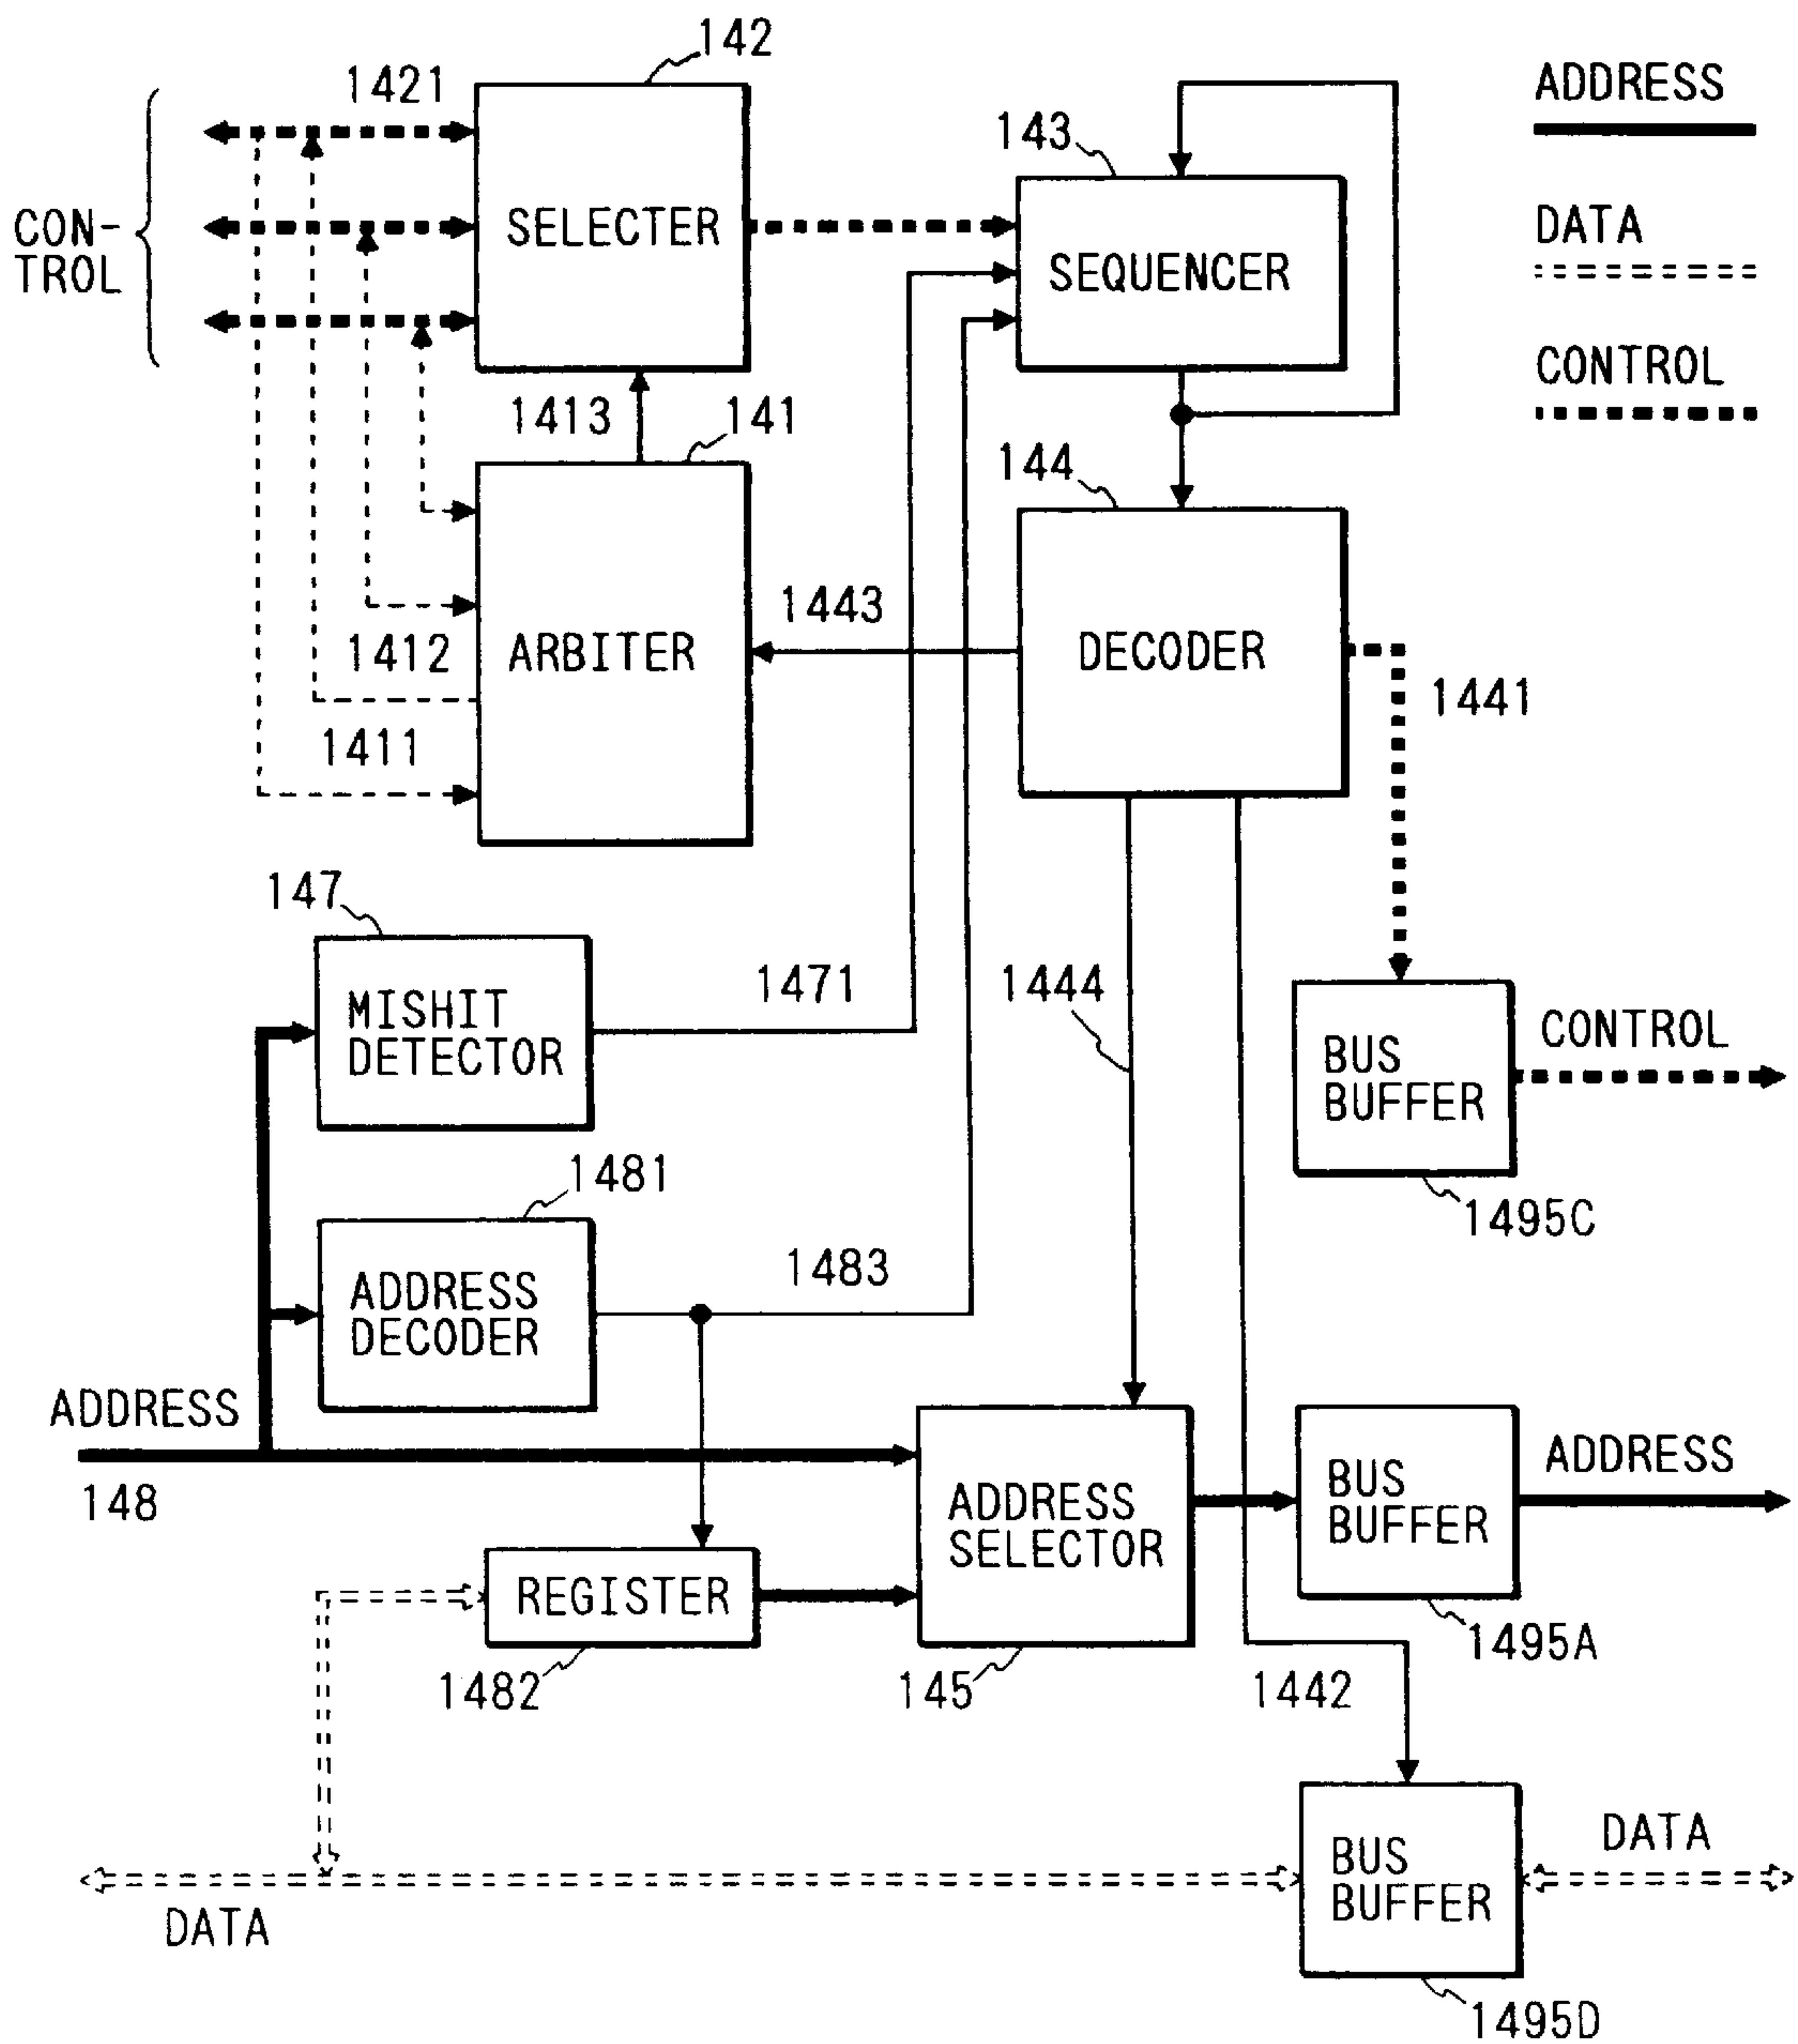 142
1421
ADDRESS
143
DATA
CON-
TROL
SELECTER
SEQUENCER
CONTROL
1413
141
144
1443
ARBITER
DECODER
1412
1441
1411
147
1471
1444
MISHIT
DETECTOR
CONTROL
BUS
BUFFER
1481
1495C
1483
ADDRESS
DECODER
ADDRESS
148
ADDRESS
SELECTOR
BUS
BUFFER
ADDRESS
REGISTER
1482
145
1442
1495A
BUS
BUFFER
DATA
DATA
1495D